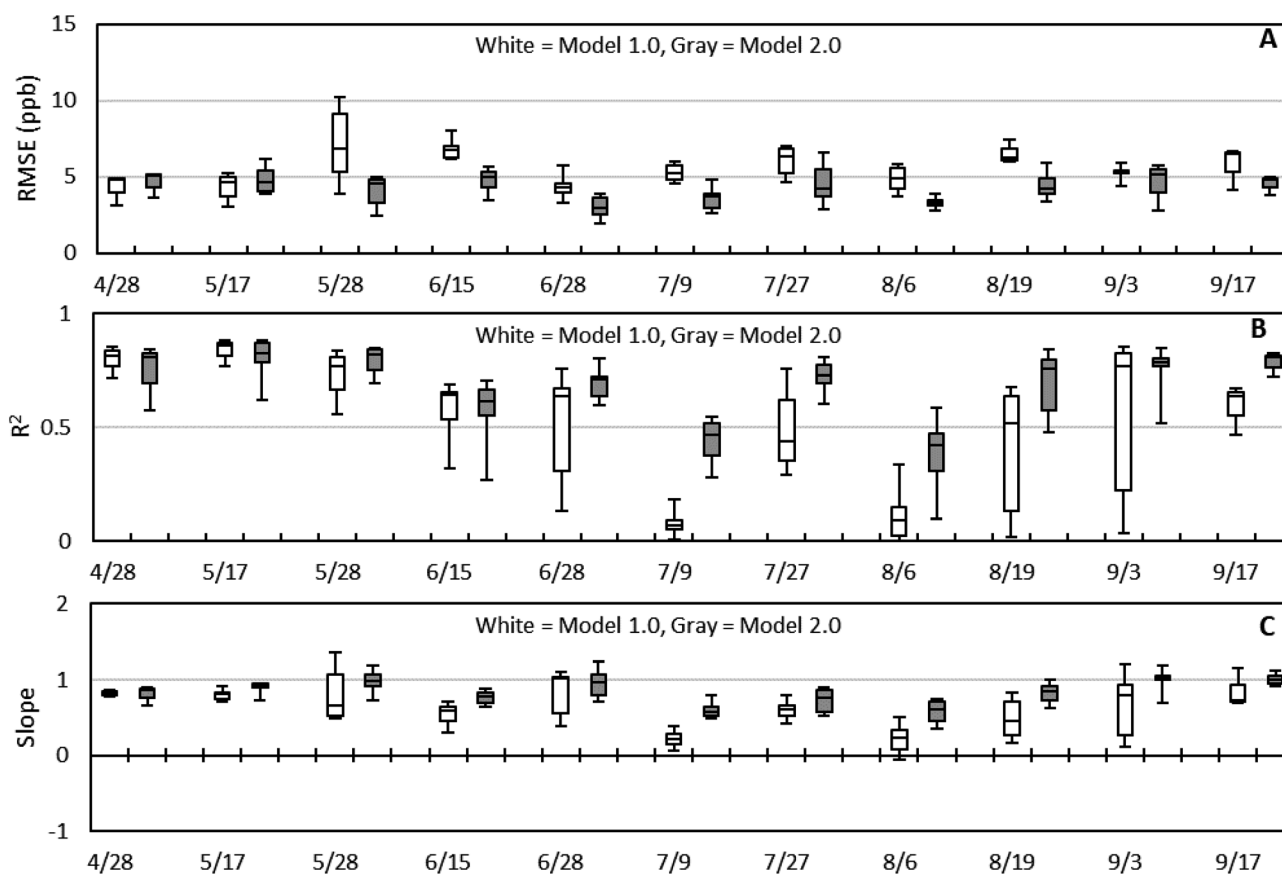 15
White = Model 1.0, Gray = Model 2.0
A
10
RMSE (ppb)
5
0
4/28 5/17 5/28 6/15 6/28 7/9 7/27 8/6 8/19 9/3 9/17
1
White = Model 1.0, Gray = Model 2.0
B
R²
0.5
0
4/28 5/17 5/28 6/15 6/28 7/9 7/27 8/6 8/19 9/3 9/17
2
White = Model 1.0, Gray = Model 2.0
C
1
Slope
0
-1
4/28 5/17 5/28 6/15 6/28 7/9 7/27 8/6 8/19 9/3 9/17